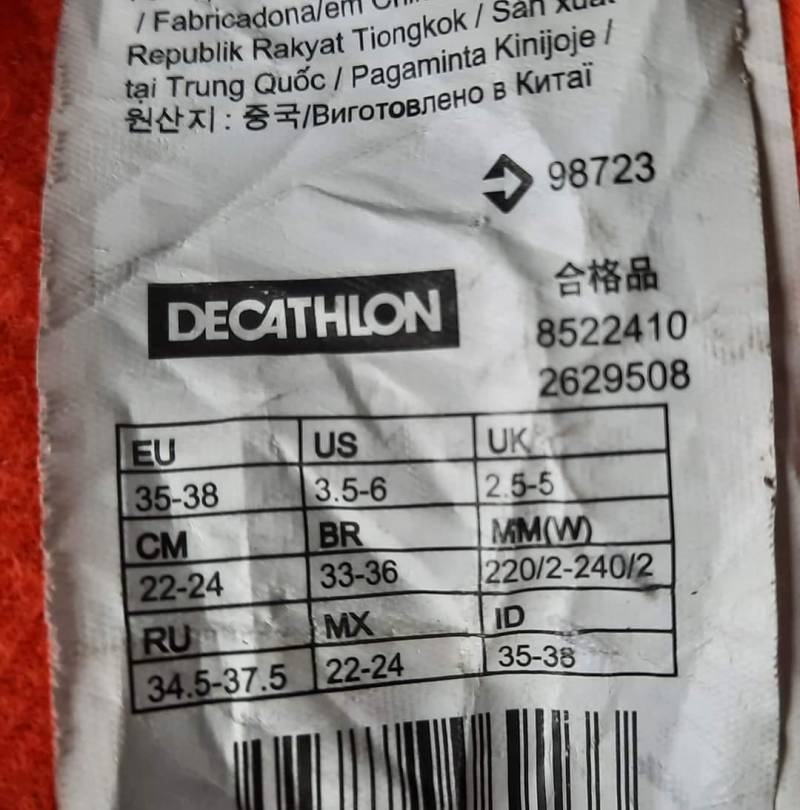 / Fabricadona/em
Republik Rakyat Tiongkok / Sản xuất
tại Trung Quốc / Pagaminta Kinijoje /
원산지 : 중국/Виготовлено в Китаї
98723
DECATHLON
合格品
8522410
2629508
EU US UK
35-38 3.5-6 2.5-5
CM BR MM(W)
22-24 33-36 220/2-240/2
RU MX ID
34.5-37.5 22-24 35-38